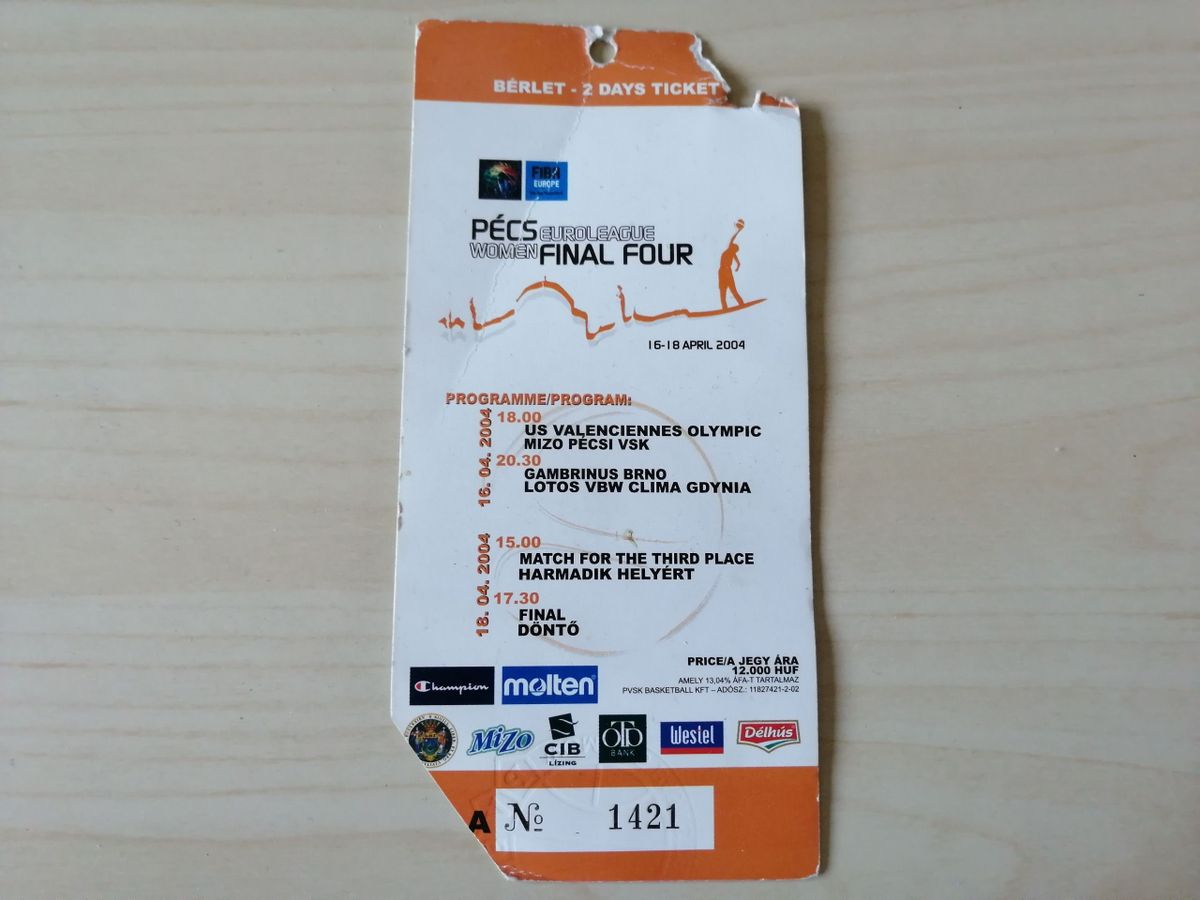 BÉRLET - 2 DAYS TICKET
FIBA
EUROPE
PÉCS EUROLEAGUE
WOMEN FINAL FOUR
16-18 APRIL 2004
PROGRAMME/PROGRAM:
16. 04. 2004
18.00
US VALENCIENNES OLYMPIC
MIZO PÉCSI VSK
20.30
GAMBRINUS BRNO
LOTOS VBW CLIMA GDYNIA
18. 04. 2004
15.00
MATCH FOR THE THIRD PLACE
HARMADIK HELYÉRT
17.30
FINAL
DÖNTŐ
PRICE/A JEGY ÁRA
12.000 HUF
AMELY 13,04% ÁFA-T TARTALMAZ
PVSK BASKETBALL KFT – ADÓSZ.: 11827421-2-02
Champion
molten
MiZo
CIB
LÍZING
OTP
BANK
Westel
Délhús
A № 1421